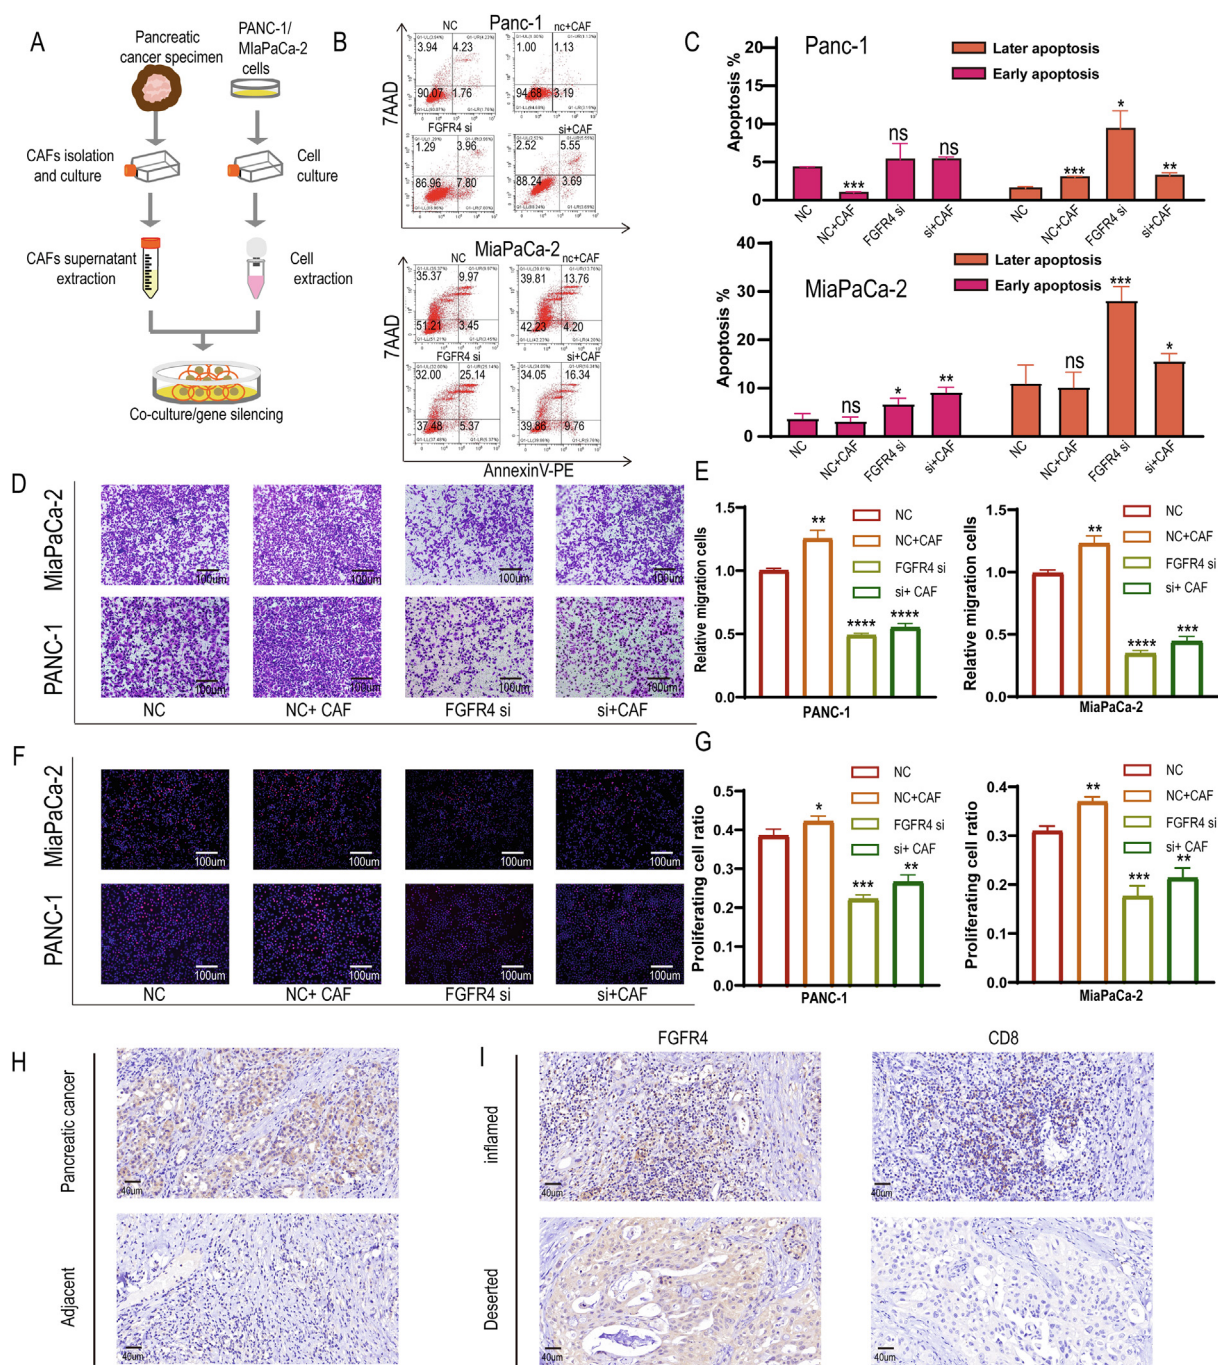 A
Pancreatic
cancer specimen
PANC-1/
MIaPaCa-2
cells
CAFs isolation
and culture
Cell
culture
CAFs supernatant
extraction
Cell
extraction
Co-culture/gene silencing
B
Panc-1
NC
nc+CAF
3.94 4.23
1.00 1.13
90.07 1.76
94.68 3.19
7AAD
FGFR4 si
si+CAF
1.29 3.96
2.52 5.55
86.96 7.80
88.24 3.69
MiaPaCa-2
NC
nc+CAF
35.37 9.97
39.81 13.76
51.21 3.45
42.23 4.20
7AAD
FGFR4 si
si+CAF
32.00 25.14
34.05 16.34
37.48 5.37
39.86 9.76
AnnexinV-PE
C
Panc-1
Later apoptosis
Early apoptosis
Apoptosis %
20
15
10
5
0
*** ns ns *** * **
NC NC+CAF FGFR4 si si+CAF NC NC+CAF FGFR4 si si+CAF
MiaPaCa-2
Later apoptosis
Early apoptosis
Apoptosis %
40
30
20
10
0
ns * ** ns *** *
NC NC+CAF FGFR4 si si+CAF NC NC+CAF FGFR4 si si+CAF
D
MiaPaCa-2
100um 100um 100um 100um
PANC-1
100um 100um 100um 100um
NC NC+ CAF FGFR4 si si+CAF
E
Relative migration cells
1.5
1.0
0.5
0.0
** **** ****
NC
NC+CAF
FGFR4 si
si+ CAF
PANC-1
Relative migration cells
1.5
1.0
0.5
0.0
** **** ***
NC
NC+CAF
FGFR4 si
si+ CAF
MiaPaCa-2
F
MiaPaCa-2
100um 100um 100um 100um
PANC-1
100um 100um 100um 100um
NC NC+ CAF FGFR4 si si+CAF
G
Proliferating cell ratio
0.5
0.4
0.3
0.2
0.1
0.0
* *** **
NC
NC+CAF
FGFR4 si
si+ CAF
PANC-1
Proliferating cell ratio
0.4
0.3
0.2
0.1
0.0
** *** **
NC
NC+CAF
FGFR4 si
si+ CAF
MiaPaCa-2
H
Pancreatic cancer
40um
Adjacent
40um
I
FGFR4 CD8
inflamed
40um 40um
Deserted
40um 40um